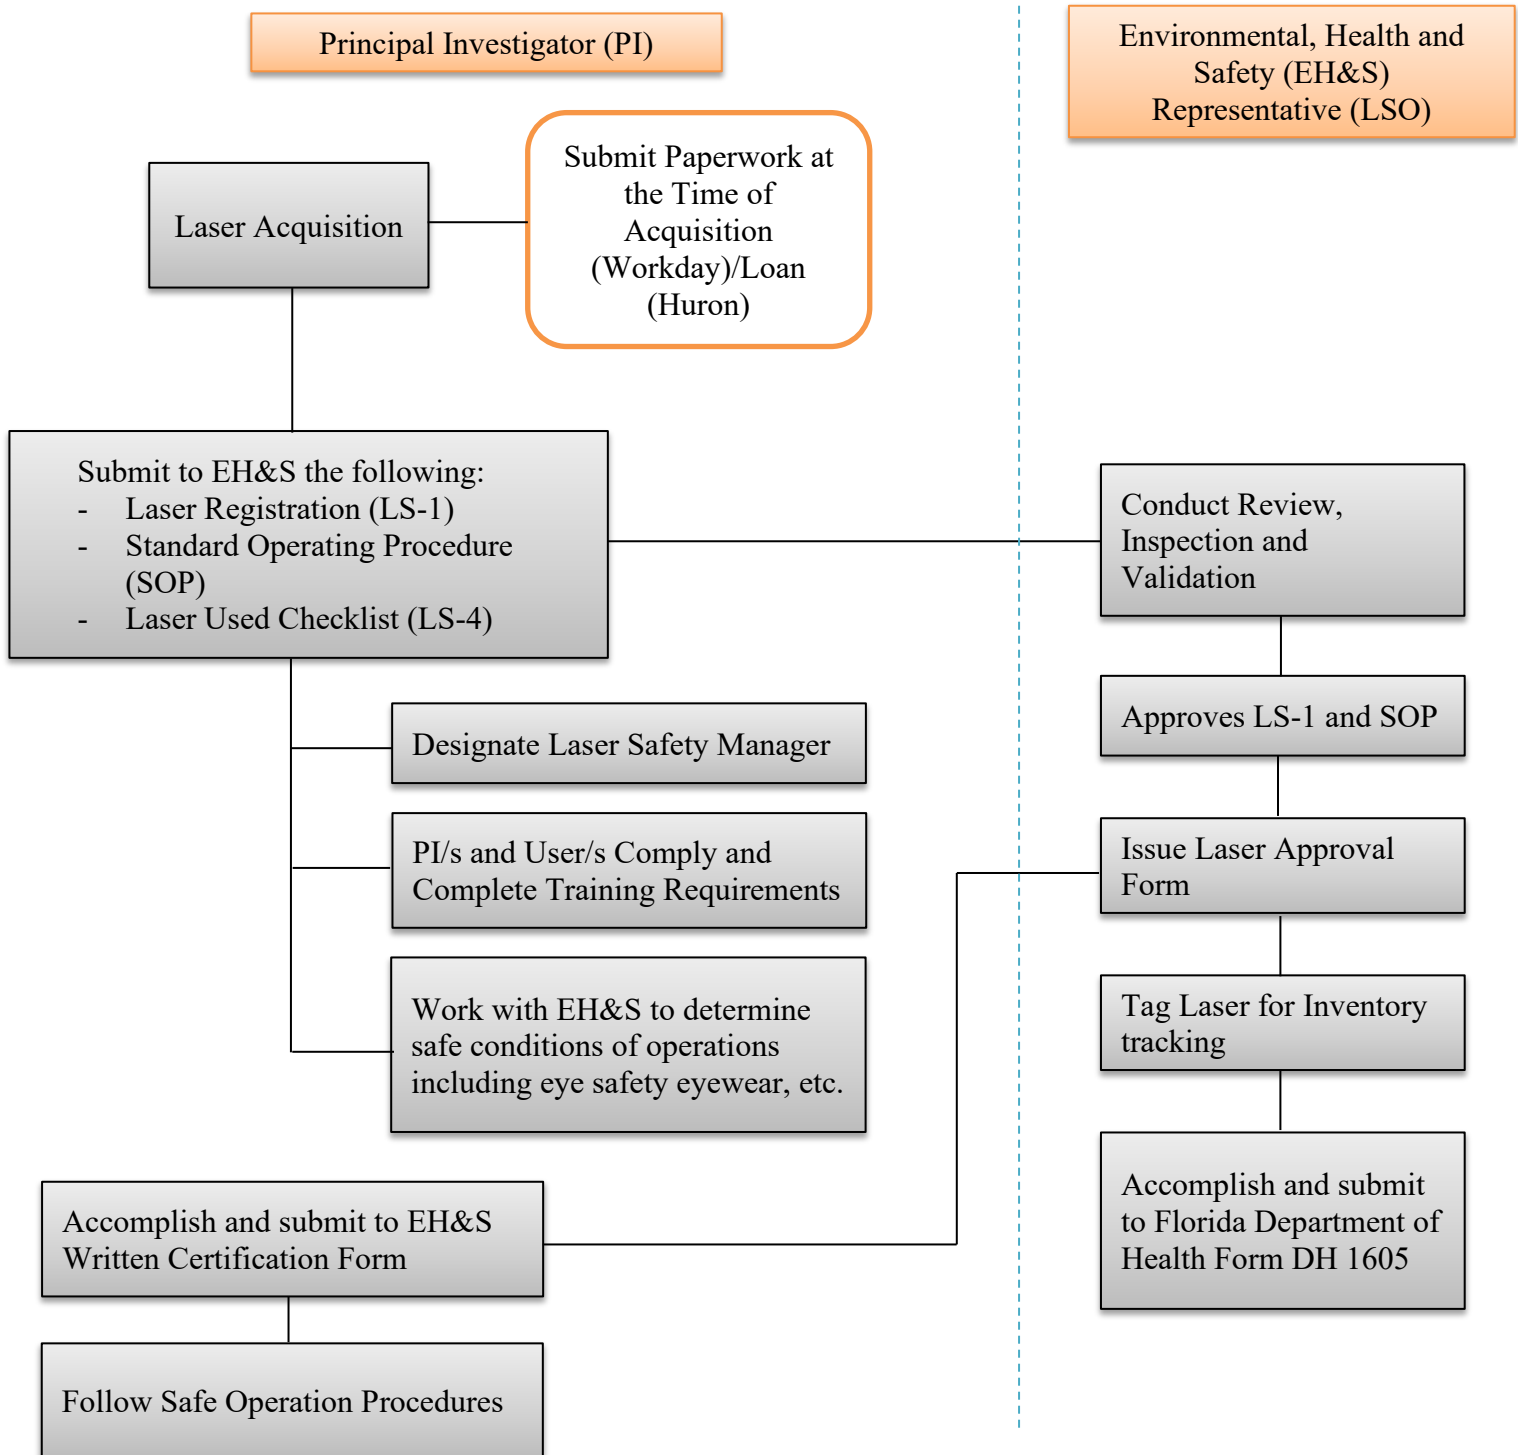 Principal Investigator (PI)
Environmental, Health and
Safety (EH&S)
Representative (LSO)
Laser Acquisition
Submit Paperwork at
the Time of
Acquisition
(Workday)/Loan
(Huron)
Submit to EH&S the following:
- Laser Registration (LS-1)
- Standard Operating Procedure
(SOP)
- Laser Used Checklist (LS-4)
Designate Laser Safety Manager
PI/s and User/s Comply and
Complete Training Requirements
Work with EH&S to determine
safe conditions of operations
including eye safety eyewear, etc.
Accomplish and submit to EH&S
Written Certification Form
Follow Safe Operation Procedures
Conduct Review,
Inspection and
Validation
Approves LS-1 and SOP
Issue Laser Approval
Form
Tag Laser for Inventory
tracking
Accomplish and submit
to Florida Department of
Health Form DH 1605